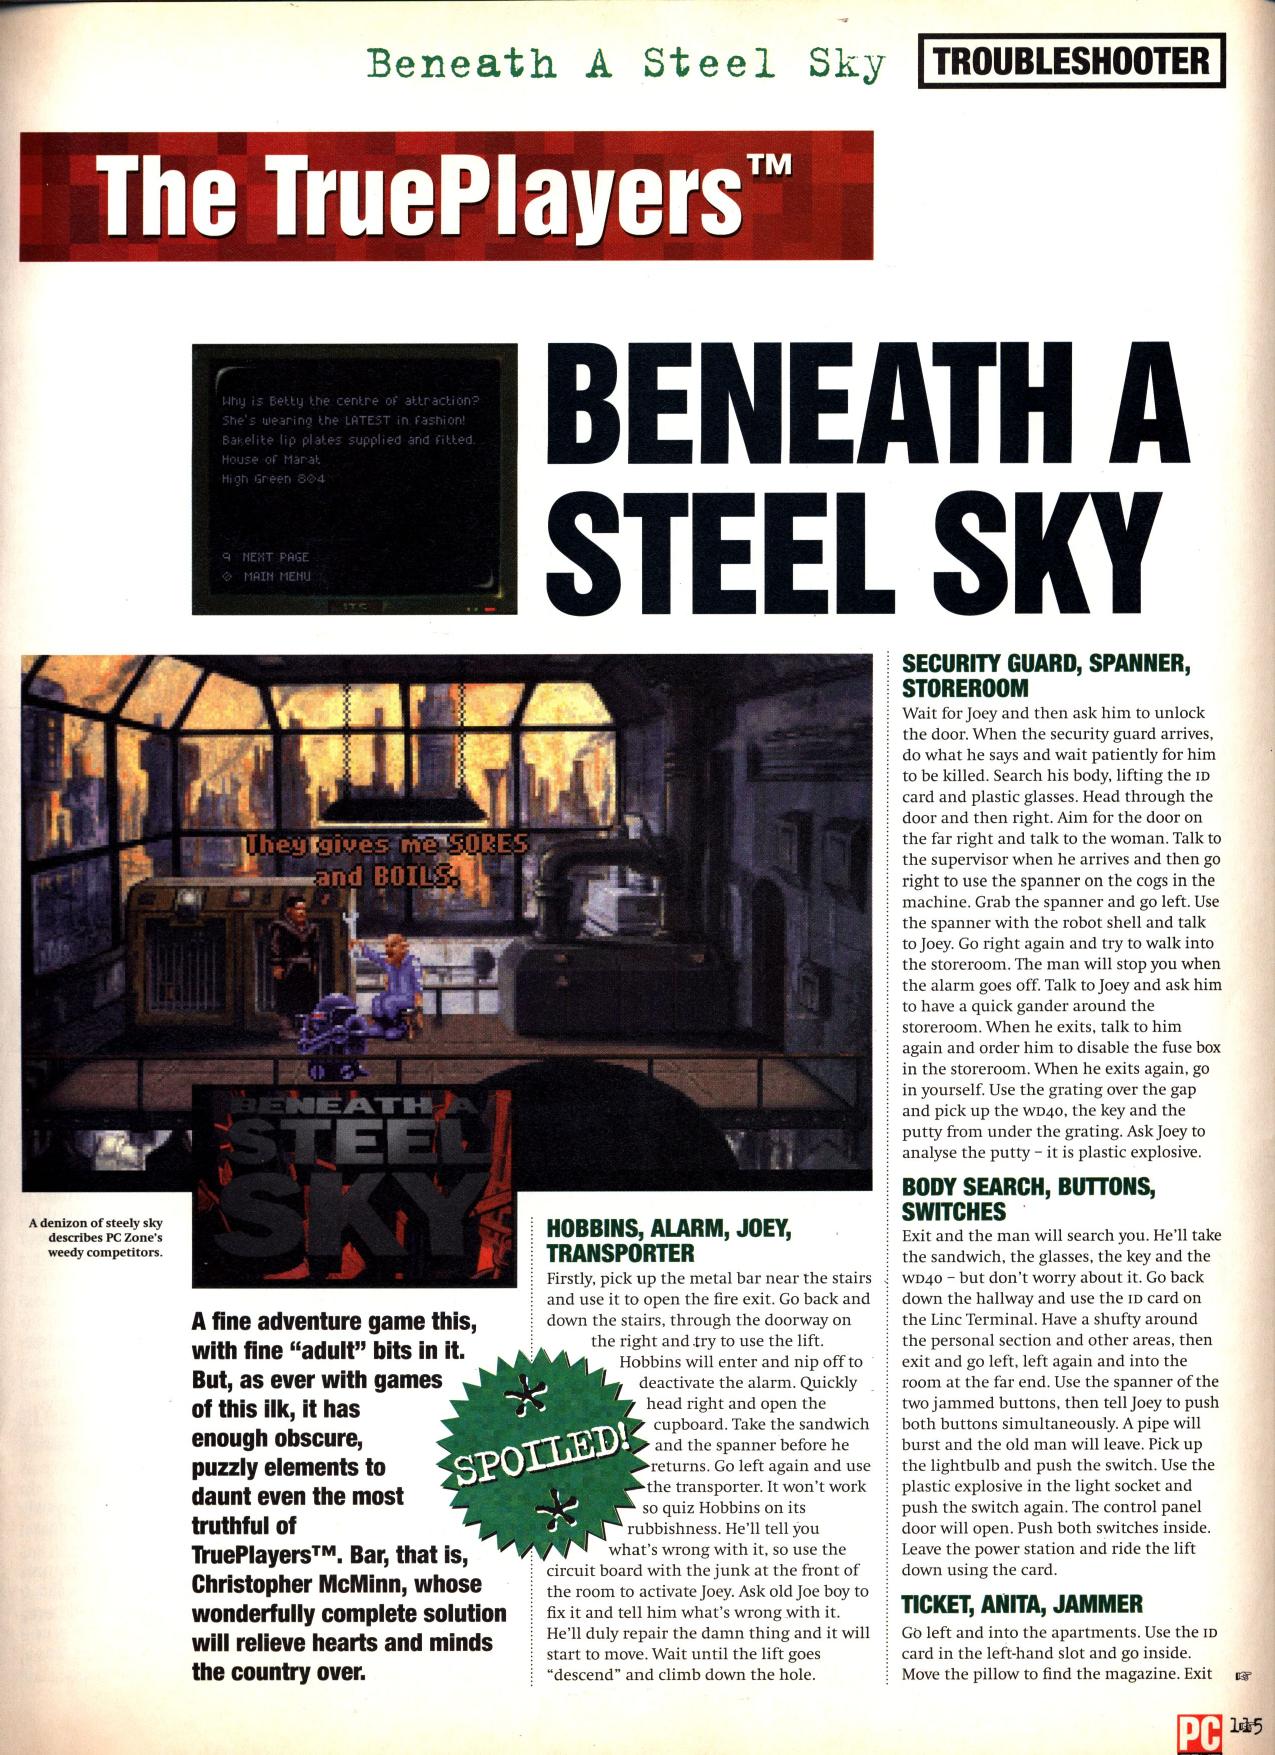 Beneath A Steel Sky
TROUBLESHOOTER
The TruePlayers™
Why is Betty the centre of attraction?
She's wearing the LATEST in fashion!
Bakelite lip plates supplied and fitted.
House of Marat
High Green 804
NEXT PAGE
MAIN MENU
BENEATH A
STEEL SKY
They gives me SORES
and BOILS.
BENEATH A
STEEL
SKY
A denizon of steely sky
describes PC Zone's
weedy competitors.
A fine adventure game this,
with fine “adult” bits in it.
But, as ever with games
of this ilk, it has
enough obscure,
puzzly elements to
daunt even the most
truthful of
TruePlayers™. Bar, that is,
Christopher McMinn, whose
wonderfully complete solution
will relieve hearts and minds
the country over.
SPOILED!
HOBBINS, ALARM, JOEY,
TRANSPORTER
Firstly, pick up the metal bar near the stairs
and use it to open the fire exit. Go back and
down the stairs, through the doorway on
the right and try to use the lift.
Hobbins will enter and nip off to
deactivate the alarm. Quickly
head right and open the
cupboard. Take the sandwich
and the spanner before he
returns. Go left again and use
the transporter. It won't work
so quiz Hobbins on its
rubbishness. He'll tell you
what's wrong with it, so use the
circuit board with the junk at the front of
the room to activate Joey. Ask old Joe boy to
fix it and tell him what's wrong with it.
He'll duly repair the damn thing and it will
start to move. Wait until the lift goes
“descend” and climb down the hole.
SECURITY GUARD, SPANNER,
STOREROOM
Wait for Joey and then ask him to unlock
the door. When the security guard arrives,
do what he says and wait patiently for him
to be killed. Search his body, lifting the ID
card and plastic glasses. Head through the
door and then right. Aim for the door on
the far right and talk to the woman. Talk to
the supervisor when he arrives and then go
right to use the spanner on the cogs in the
machine. Grab the spanner and go left. Use
the spanner with the robot shell and talk
to Joey. Go right again and try to walk into
the storeroom. The man will stop you when
the alarm goes off. Talk to Joey and ask him
to have a quick gander around the
storeroom. When he exits, talk to him
again and order him to disable the fuse box
in the storeroom. When he exits again, go
in yourself. Use the grating over the gap
and pick up the WD40, the key and the
putty from under the grating. Ask Joey to
analyse the putty – it is plastic explosive.
BODY SEARCH, BUTTONS,
SWITCHES
Exit and the man will search you. He'll take
the sandwich, the glasses, the key and the
WD40 – but don't worry about it. Go back
down the hallway and use the ID card on
the Linc Terminal. Have a shufty around
the personal section and other areas, then
exit and go left, left again and into the
room at the far end. Use the spanner of the
two jammed buttons, then tell Joey to push
both buttons simultaneously. A pipe will
burst and the old man will leave. Pick up
the lightbulb and push the switch. Use the
plastic explosive in the light socket and
push the switch again. The control panel
door will open. Push both switches inside.
Leave the power station and ride the lift
down using the card.
TICKET, ANITA, JAMMER
Go left and into the apartments. Use the ID
card in the left-hand slot and go inside.
Move the pillow to find the magazine. Exit
PC
115